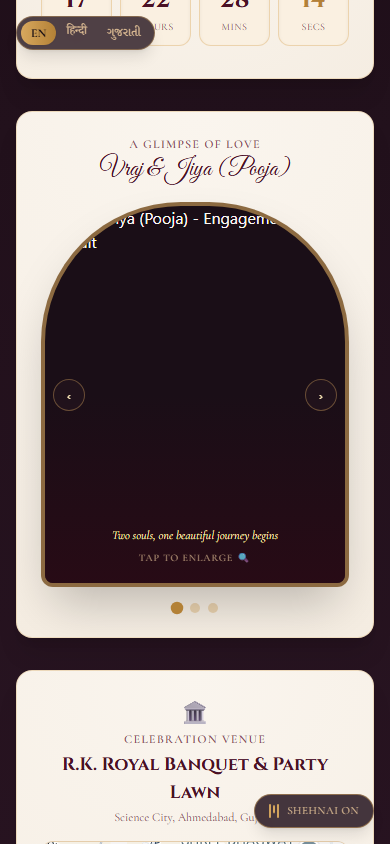 17 22 28 14
URS MINS SECS
EN हिन्दी ગુજરાતી
A GLIMPSE OF LOVE
Vraj & Jiya (Pooja)
iya (Pooja) - Engageme
uit
‹ ›
Two souls, one beautiful journey begins
TAP TO ENLARGE
CELEBRATION VENUE
R.K. Royal Banquet & Party
Lawn
Science City, Ahmedabad, Gu
SHEHNAI ON